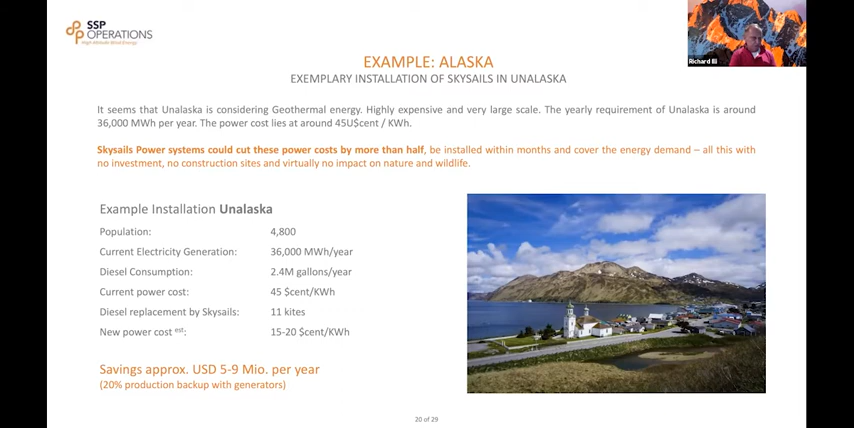 SSP
OPERATIONS
High Altitude Wind Energy
Richard Ili
EXAMPLE: ALASKA
EXEMPLARY INSTALLATION OF SKYSAILS IN UNALASKA
It seems that Unalaska is considering Geothermal energy. Highly expensive and very large scale. The yearly requirement of Unalaska is around
36,000 MWh per year. The power cost lies at around 45U$cent / KWh.
Skysails Power systems could cut these power costs by more than half, be installed within months and cover the energy demand – all this with
no investment, no construction sites and virtually no impact on nature and wildlife.
Example Installation Unalaska
Population: 4,800
Current Electricity Generation: 36,000 MWh/year
Diesel Consumption: 2.4M gallons/year
Current power cost: 45 $cent/KWh
Diesel replacement by Skysails: 11 kites
New power cost est: 15-20 $cent/KWh
Savings approx. USD 5-9 Mio. per year
(20% production backup with generators)
20 of 29